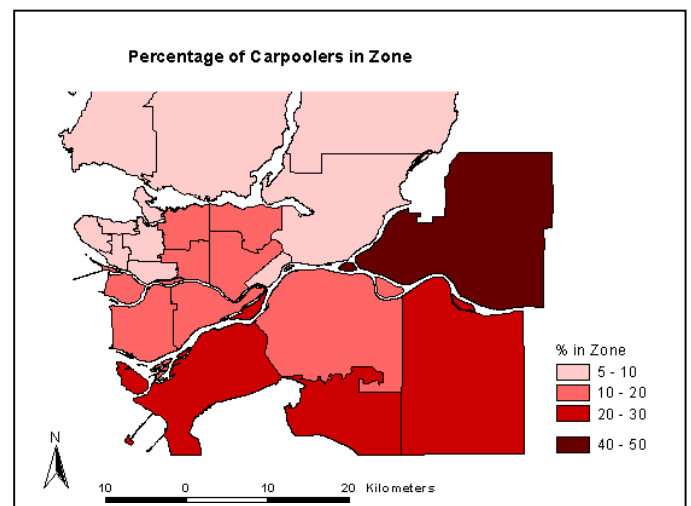 Percentage of Carpoolers in Zone
% in Zone
5 - 10
10 - 20
20 - 30
40 - 50
N
10 0 10 20 Kilometers